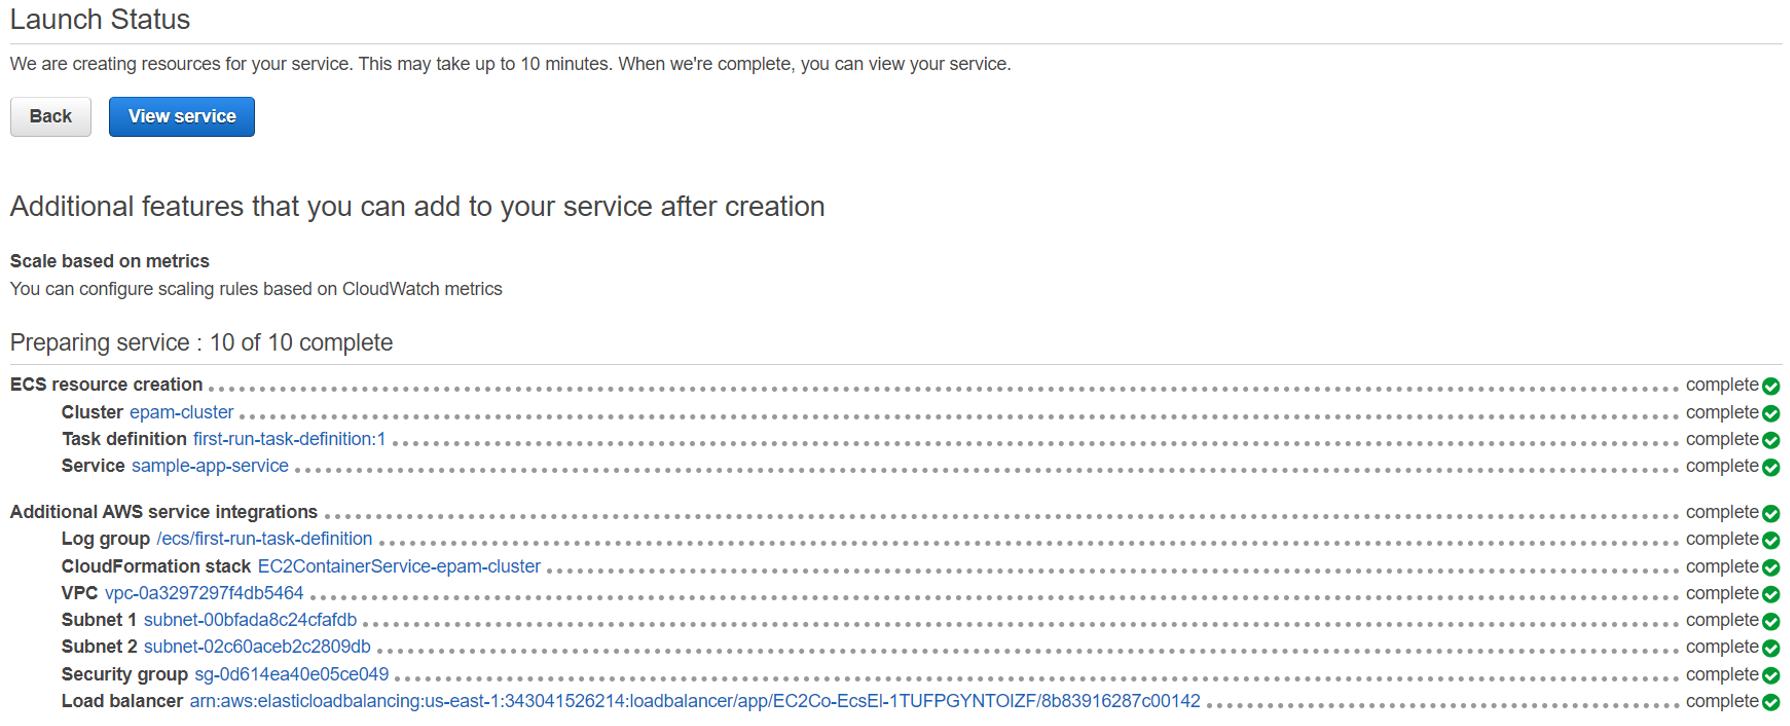 Launch Status
We are creating resources for your service. This may take up to 10 minutes. When we're complete, you can view your service.
Back View service
Additional features that you can add to your service after creation
Scale based on metrics
You can configure scaling rules based on CloudWatch metrics
Preparing service : 10 of 10 complete
ECS resource creation complete
Cluster epam-cluster complete
Task definition first-run-task-definition:1 complete
Service sample-app-service complete
Additional AWS service integrations complete
Log group /ecs/first-run-task-definition complete
CloudFormation stack EC2ContainerService-epam-cluster complete
VPC vpc-0a3297297f4db5464 complete
Subnet 1 subnet-00bfada8c24cfafdb complete
Subnet 2 subnet-02c60aceb2c2809db complete
Security group sg-0d614ea40e05ce049 complete
Load balancer arn:aws:elasticloadbalancing:us-east-1:343041526214:loadbalancer/app/EC2Co-EcsEl-1TUFPGYNTOIZF/8b83916287c00142 complete